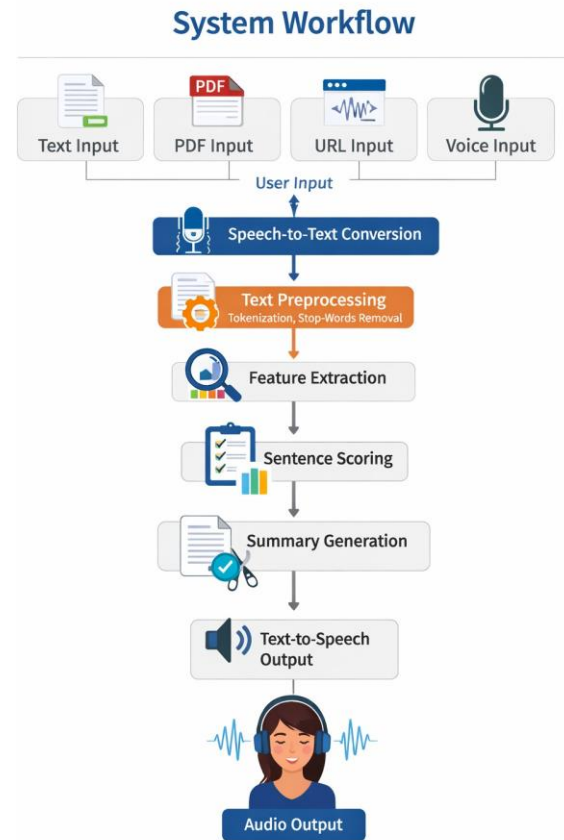 System Workflow
PDF
Text Input
PDF Input
URL Input
Voice Input
User Input
Speech-to-Text Conversion
Text Preprocessing
Tokenization, Stop-Words Removal
Feature Extraction
Sentence Scoring
Summary Generation
Text-to-Speech
Output
Audio Output